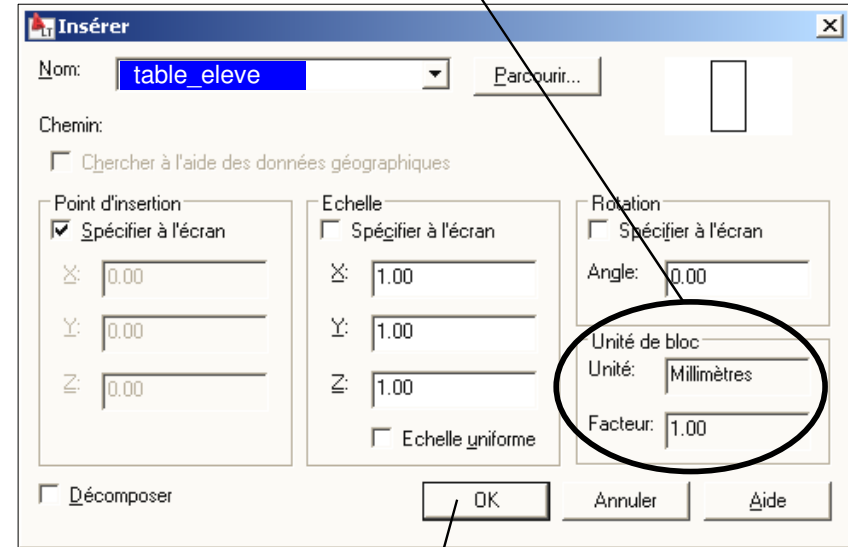 LT Insérer
Nom: table_eleve Parcourir...
Chemin:
Chercher à l'aide des données géographiques
Point d'insertion
Spécifier à l'écran
X: 0.00
Y: 0.00
Z: 0.00
Echelle
Spécifier à l'écran
X: 1.00
Y: 1.00
Z: 1.00
Echelle uniforme
Rotation
Spécifier à l'écran
Angle: 0.00
Unité de bloc
Unité: Millimètres
Facteur: 1.00
Décomposer OK Annuler Aide